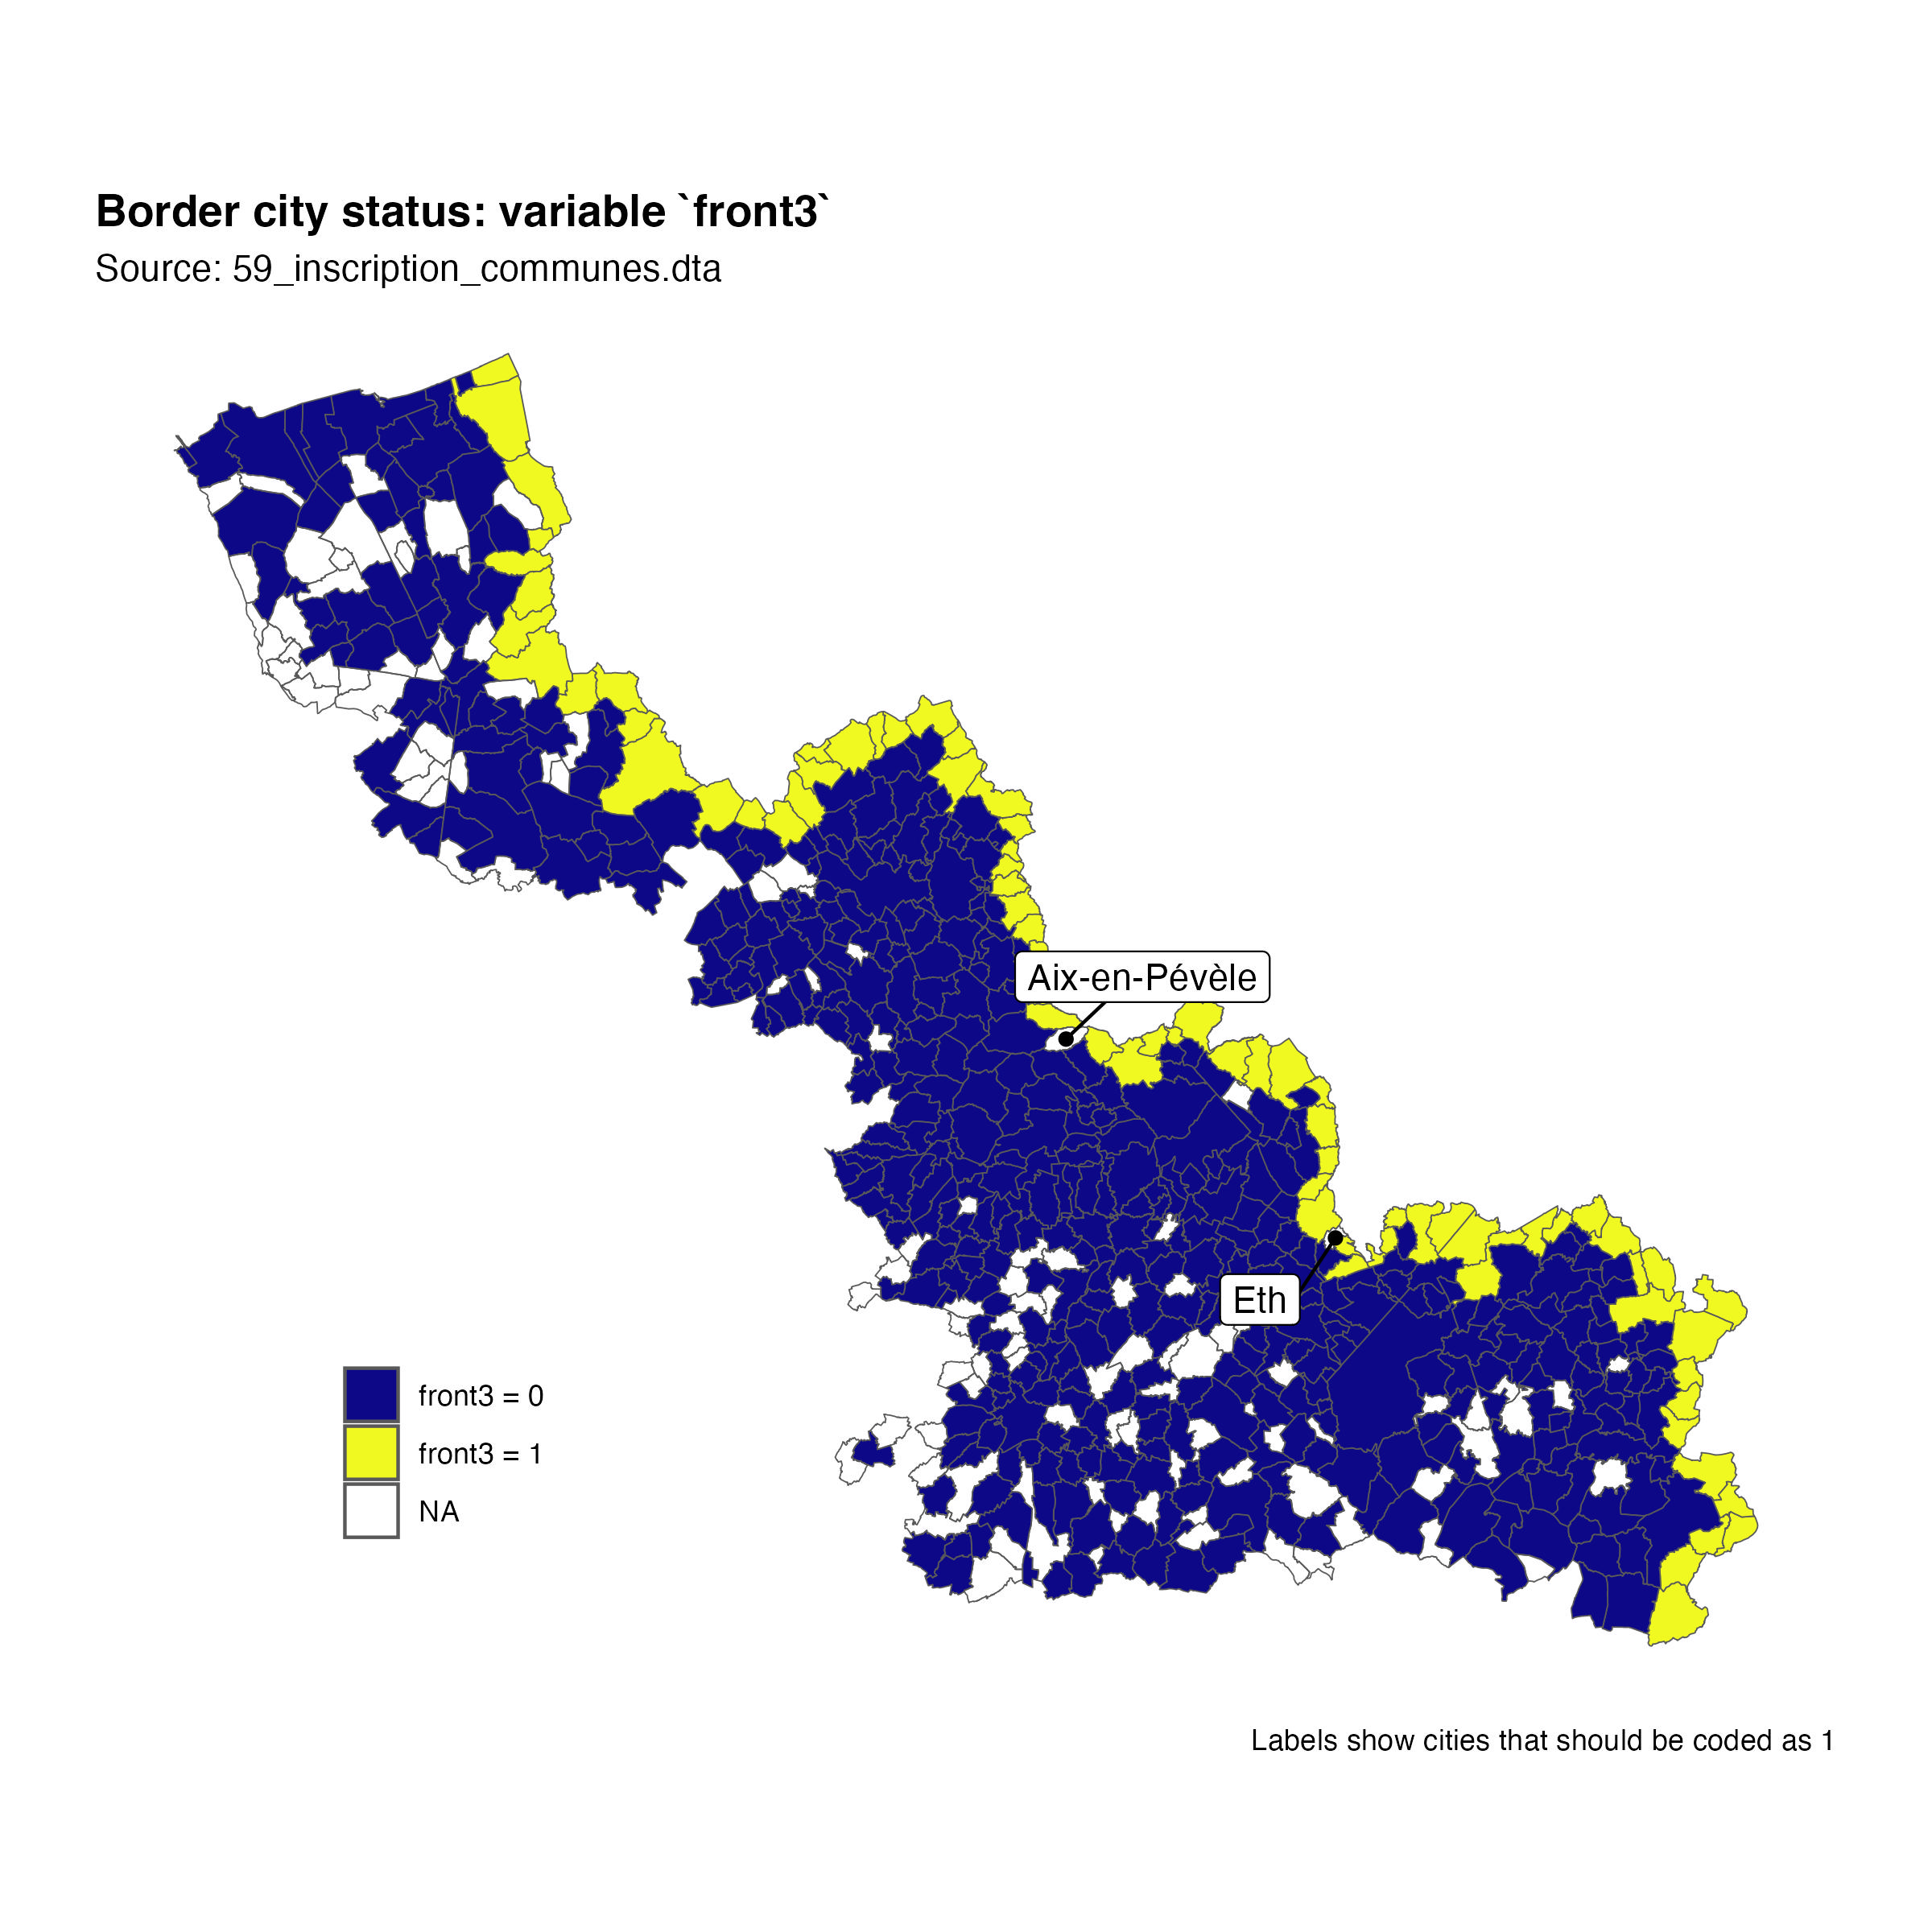 Border city status: variable `front3`
Source: 59_inscription_communes.dta
Aix-en-Pévèle
Eth
front3 = 0
front3 = 1
NA
Labels show cities that should be coded as 1